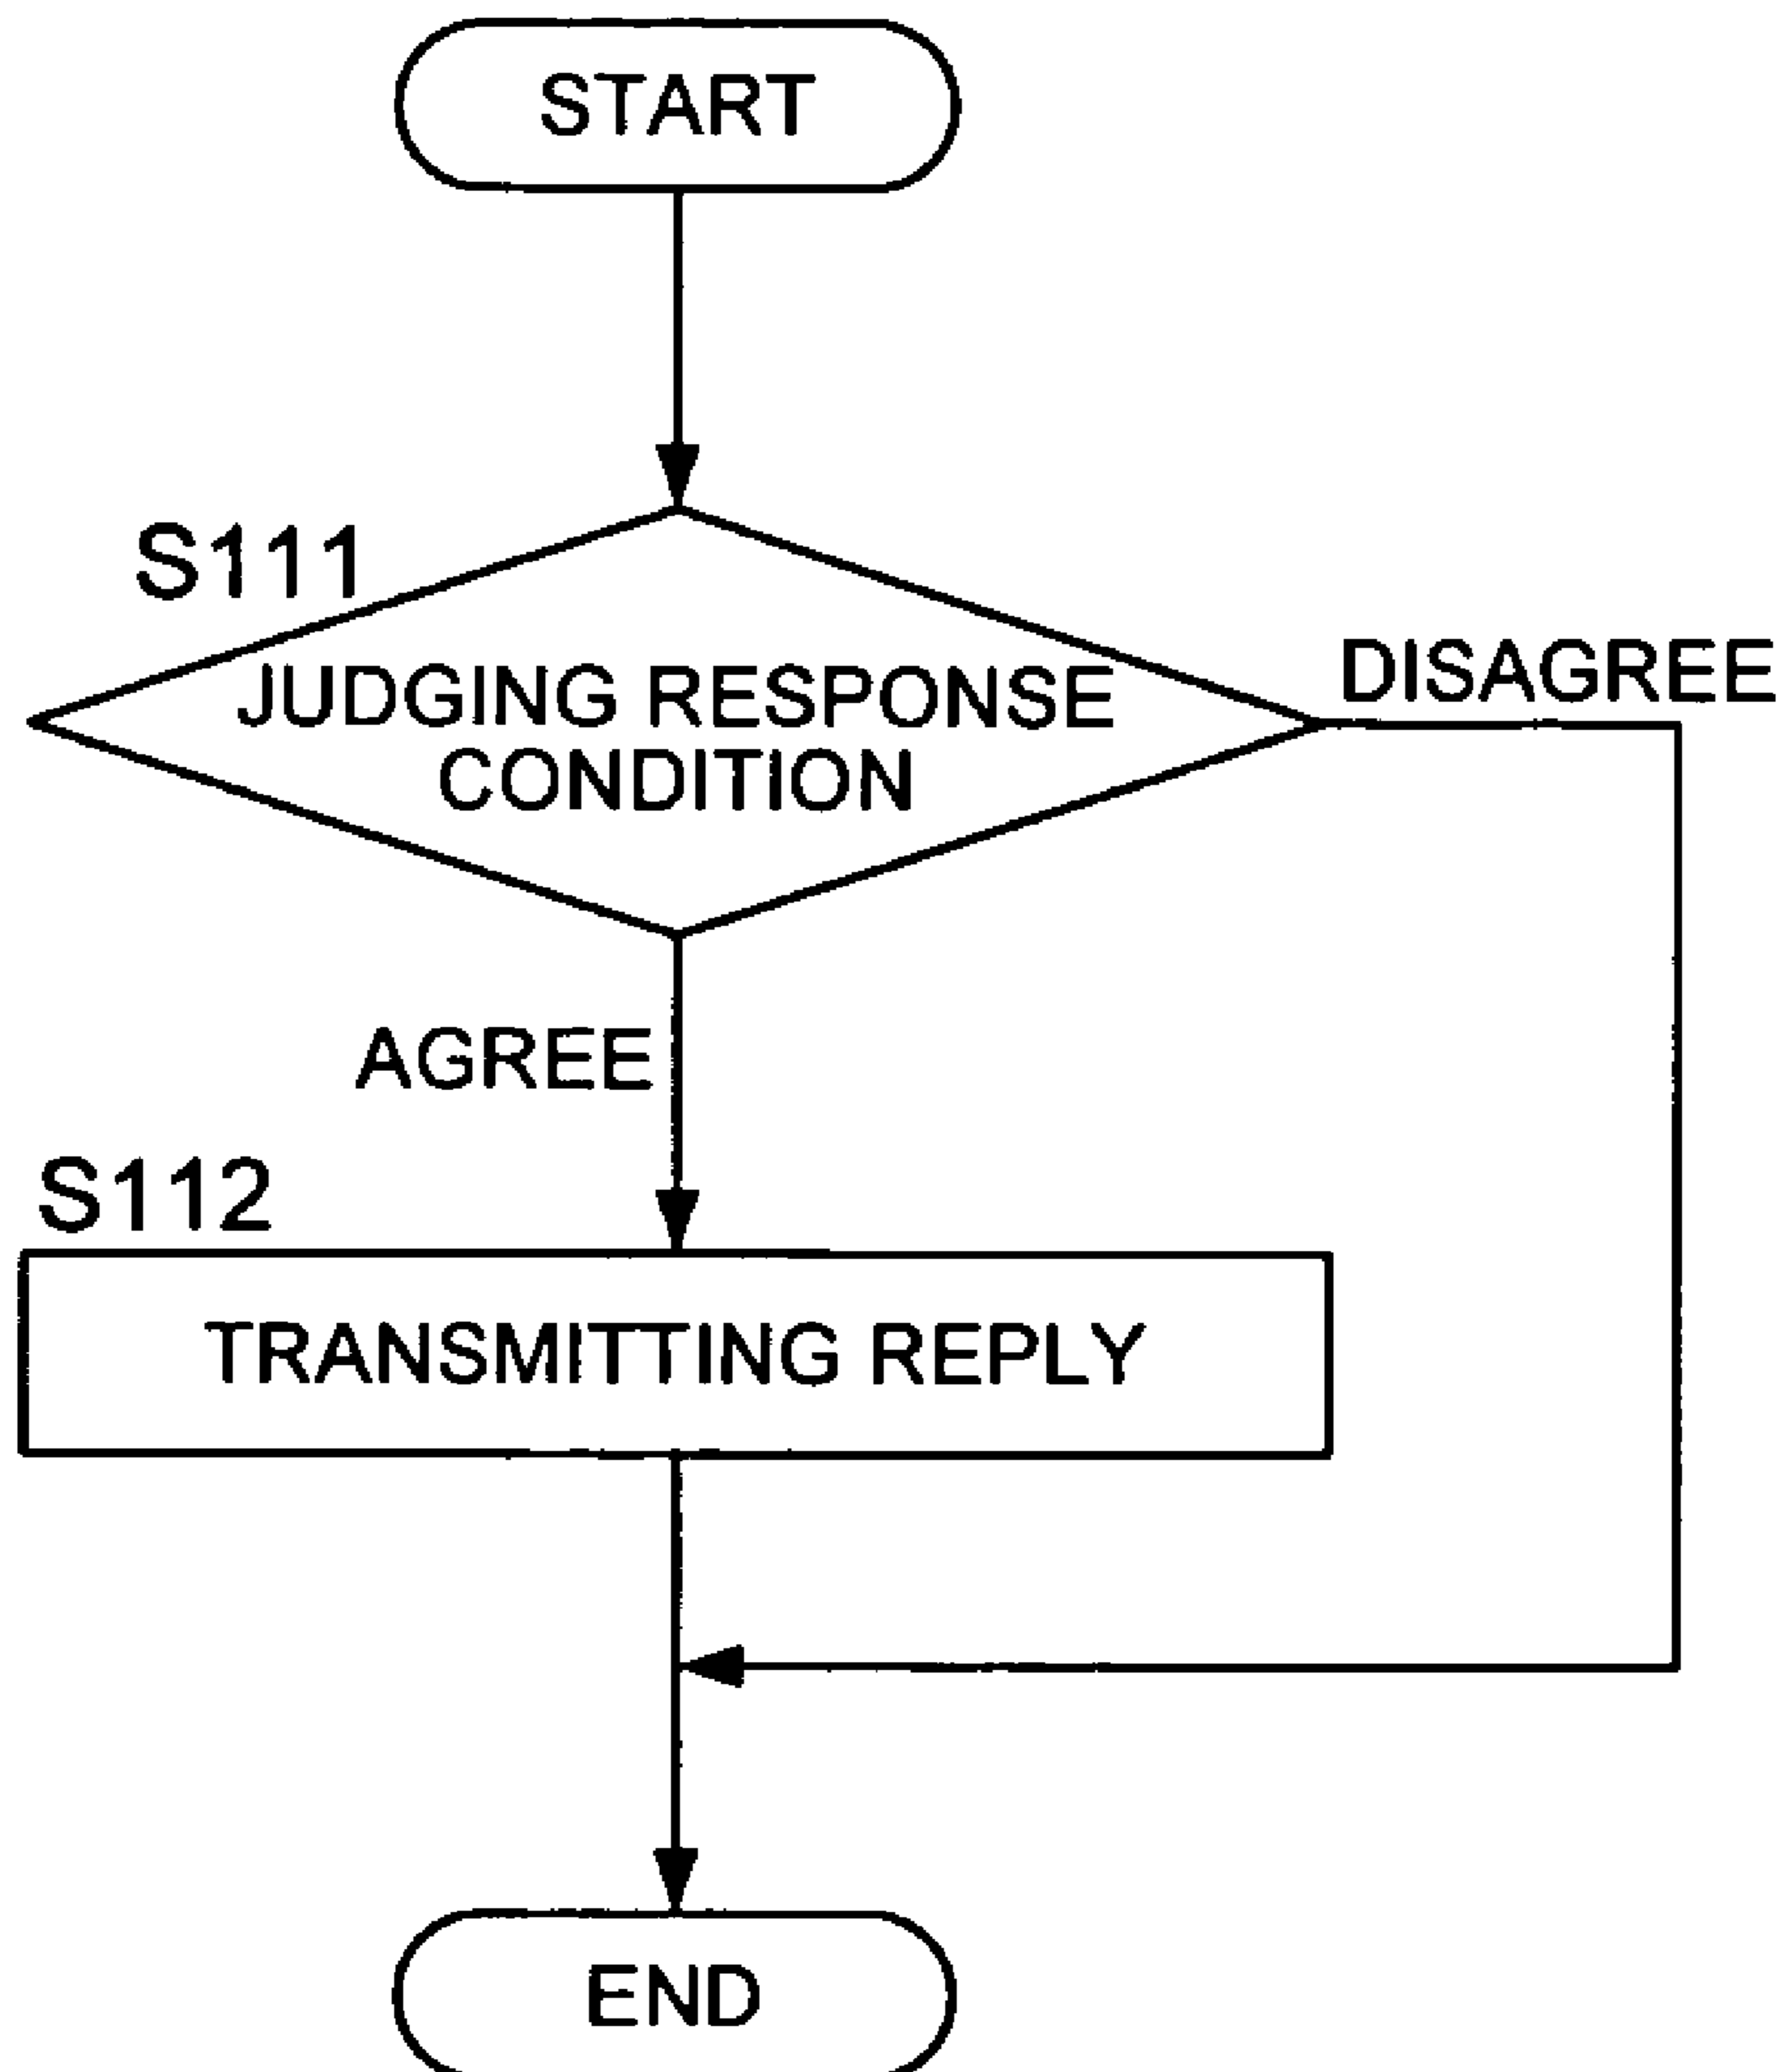 START
S111
JUDGING RESPONSE
CONDITION
DISAGREE
AGREE
S112
TRANSMITTING REPLY
END